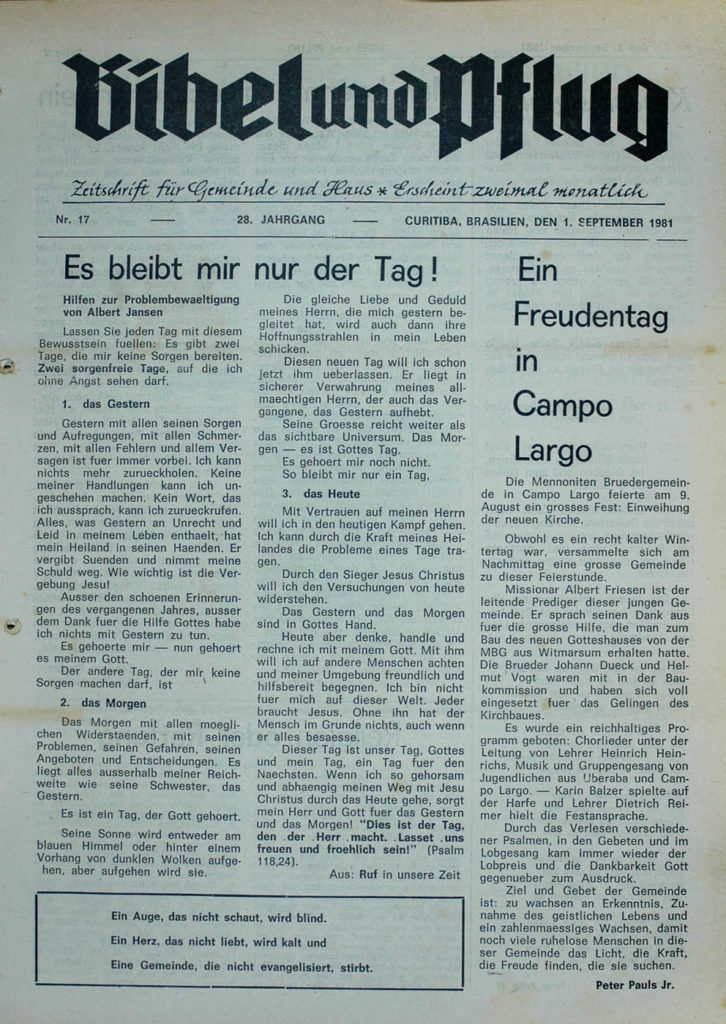 Bibel und Pflug
Zeitschrift für Gemeinde und Haus * Erscheint zweimal monatlich
Nr. 17 — 28. JAHRGANG — CURITIBA, BRASILIEN, DEN 1. SEPTEMBER 1981
Es bleibt mir nur der Tag!
Hilfen zur Problembewaeltigung
von Albert Jansen
Lassen Sie jeden Tag mit diesem
Bewusstsein fuellen: Es gibt zwei
Tage, die mir keine Sorgen bereiten.
Zwei sorgenfreie Tage, auf die ich
ohne Angst sehen darf.
1. das Gestern
Gestern mit allen seinen Sorgen
und Aufregungen, mit allen Schmer-
zen, mit allen Fehlern und allem Ver-
sagen ist fuer immer vorbei. Ich kann
nichts mehr zurueckholen. Keine
meiner Handlungen kann ich un-
geschehen machen. Kein Wort, das
ich aussprach, kann ich zurueckrufen.
Alles, was Gestern an Unrecht und
Leid in meinem Leben enthaelt, hat
mein Heiland in seinen Haenden. Er
vergibt Suenden und nimmt meine
Schuld weg. Wie wichtig ist die Ver-
gebung Jesu!
Ausser den schoenen Erinnerun-
gen des vergangenen Jahres, ausser
dem Dank fuer die Hilfe Gottes habe
ich nichts mit Gestern zu tun.
Es gehoerte mir — nun gehoert
es meinem Gott.
Der andere Tag, der mir keine
Sorgen machen darf, ist
2. das Morgen
Das Morgen mit allen moegli-
chen Widerstaenden, mit seinen
Problemen, seinen Gefahren, seinen
Angeboten und Entscheidungen. Es
liegt alles ausserhalb meiner Reich-
weite wie seine Schwester, das
Gestern.
Es ist ein Tag, der Gott gehoert.
Seine Sonne wird entweder am
blauen Himmel oder hinter einem
Vorhang von dunklen Wolken aufge-
hen, aber aufgehen wird sie.
Die gleiche Liebe und Geduld
meines Herrn, die mich gestern be-
gleitet hat, wird auch dann ihre
Hoffnungsstrahlen in mein Leben
schicken.
Diesen neuen Tag will ich schon
jetzt ihm ueberlassen. Er liegt in
sicherer Verwahrung meines all-
maechtigen Herrn, der auch das Ver-
gangene, das Gestern aufhebt.
Seine Groesse reicht weiter als
das sichtbare Universum. Das Mor-
gen — es ist Gottes Tag.
Es gehoert mir noch nicht.
So bleibt mir nur ein Tag,
3. das Heute
Mit Vertrauen auf meinen Herrn
will ich in den heutigen Kampf gehen.
Ich kann durch die Kraft meines Hei-
landes die Probleme eines Tage tra-
gen.
Durch den Sieger Jesus Christus
will ich den Versuchungen von heute
widerstehen.
Das Gestern und das Morgen
sind in Gottes Hand.
Heute aber denke, handle und
rechne ich mit meinem Gott. Mit ihm
will ich auf andere Menschen achten
und meiner Umgebung freundlich und
hilfsbereit begegnen. Ich bin nicht
fuer mich auf dieser Welt. Jeder
braucht Jesus. Ohne ihn hat der
Mensch im Grunde nichts, auch wenn
er alles besaesse.
Dieser Tag ist unser Tag, Gottes
und mein Tag, ein Tag fuer den
Naechsten. Wenn ich so gehorsam
und abhaengig meinen Weg mit Jesu
Christus durch das Heute gehe, sorgt
mein Herr und Gott fuer das Gestern
und das Morgen! "Dies ist der Tag,
den der Herr macht. Lasset uns
freuen und froehlich sein!" (Psalm
118,24).
Aus: Ruf in unsere Zeit
Ein Auge, das nicht schaut, wird blind.
Ein Herz, das nicht liebt, wird kalt und
Eine Gemeinde, die nicht evangelisiert, stirbt.
Ein
Freudentag
in
Campo
Largo
Die Mennoniten Bruedergemein-
de in Campo Largo feierte am 9.
August ein grosses Fest: Einweihung
der neuen Kirche.
Obwohl es ein recht kalter Win-
tertag war, versammelte sich am
Nachmittag eine grosse Gemeinde
zu dieser Feierstunde.
Missionar Albert Friesen ist der
leitende Prediger dieser jungen Ge-
meinde. Er sprach seinen Dank aus
fuer die grosse Hilfe, die man zum
Bau des neuen Gotteshauses von der
MBG aus Witmarsum erhalten hatte.
Die Brueder Johann Dueck und Hel-
mut Vogt waren mit in der Bau-
kommission und haben sich voll
eingesetzt fuer das Gelingen des
Kirchbaues.
Es wurde ein reichhaltiges Pro-
gramm geboten: Chorlieder unter der
Leitung von Lehrer Heinrich Hein-
richs, Musik und Gruppengesang von
Jugendlichen aus Uberaba und Cam-
po Largo. — Karin Balzer spielte auf
der Harfe und Lehrer Dietrich Rei-
mer hielt die Festansprache.
Durch das Verlesen verschiede-
ner Psalmen, in den Gebeten und im
Lobgesang kam immer wieder der
Lobpreis und die Dankbarkeit Gott
gegenueber zum Ausdruck.
Ziel und Gebet der Gemeinde
ist: zu wachsen an Erkenntnis, Zu-
nahme des geistlichen Lebens und
ein zahlenmaessiges Wachsen, damit
noch viele ruhelose Menschen in die-
ser Gemeinde das Licht, die Kraft,
die Freude finden, die sie suchen.
Peter Pauls Jr.